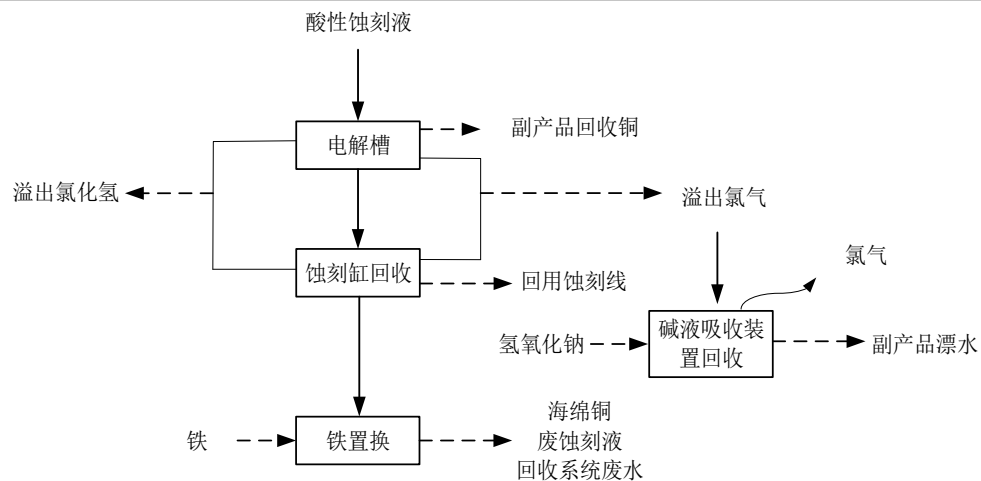 酸性蚀刻液
电解槽
副产品回收铜
溢出氯化氢
溢出氯气
蚀刻缸回收
回用蚀刻线
氯气
氢氧化钠
碱液吸收装
置回收
副产品漂水
铁
铁置换
海绵铜
废蚀刻液
回收系统废水